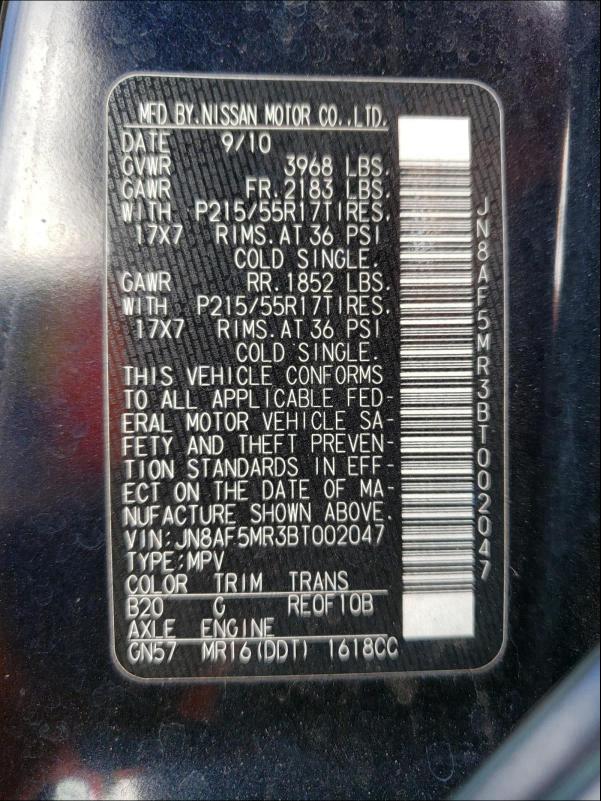 MFD BY.NISSAN MOTOR CO.,LTD.
DATE 9/10
GVWR 3968 LBS.
GAWR FR.2183 LBS.
WITH P215/55R17TIRES.
17X7 RIMS.AT 36 PSI
COLD SINGLE.
GAWR RR.1852 LBS.
WITH P215/55R17TIRES.
17X7 RIMS.AT 36 PSI
COLD SINGLE.
THIS VEHICLE CONFORMS
TO ALL APPLICABLE FED-
ERAL MOTOR VEHICLE SA-
FETY AND THEFT PREVEN-
TION STANDARDS IN EFF-
ECT ON THE DATE OF MA-
NUFACTURE SHOWN ABOVE.
VIN:JN8AF5MR3BT002047
TYPE:MPV
COLOR TRIM TRANS
B20 G RE0F10B
AXLE ENGINE
GN57 MR16(DDT) 1618CC
JN8AF5MR3BT002047